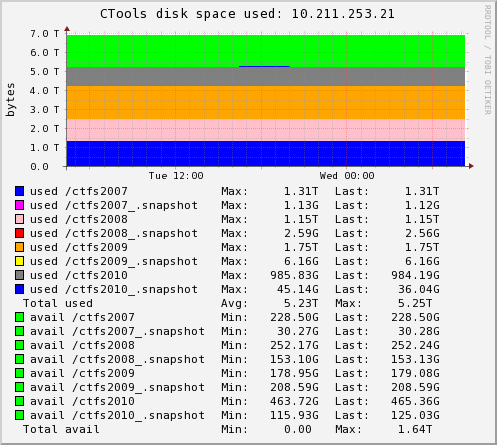 CTools disk space used: 10.211.253.21
RRDTOOL / TOBI OETIKER
bytes
7.0 T
6.0 T
5.0 T
4.0 T
3.0 T
2.0 T
1.0 T
0.0
Tue 12:00 Wed 00:00
used /ctfs2007 Max: 1.31T Last: 1.31T
used /ctfs2007_.snapshot Max: 1.13G Last: 1.12G
used /ctfs2008 Max: 1.15T Last: 1.15T
used /ctfs2008_.snapshot Max: 2.59G Last: 2.56G
used /ctfs2009 Max: 1.75T Last: 1.75T
used /ctfs2009_.snapshot Max: 6.16G Last: 6.16G
used /ctfs2010 Max: 985.83G Last: 984.19G
used /ctfs2010_.snapshot Max: 45.14G Last: 36.04G
Total used Avg: 5.23T Max: 5.25T
avail /ctfs2007 Min: 228.50G Last: 228.50G
avail /ctfs2007_.snapshot Min: 30.27G Last: 30.28G
avail /ctfs2008 Min: 252.17G Last: 252.24G
avail /ctfs2008_.snapshot Min: 153.10G Last: 153.13G
avail /ctfs2009 Min: 178.95G Last: 179.08G
avail /ctfs2009_.snapshot Min: 208.59G Last: 208.59G
avail /ctfs2010 Min: 463.72G Last: 465.36G
avail /ctfs2010_.snapshot Min: 115.93G Last: 125.03G
Total avail Min: 0.00 Max: 1.64T